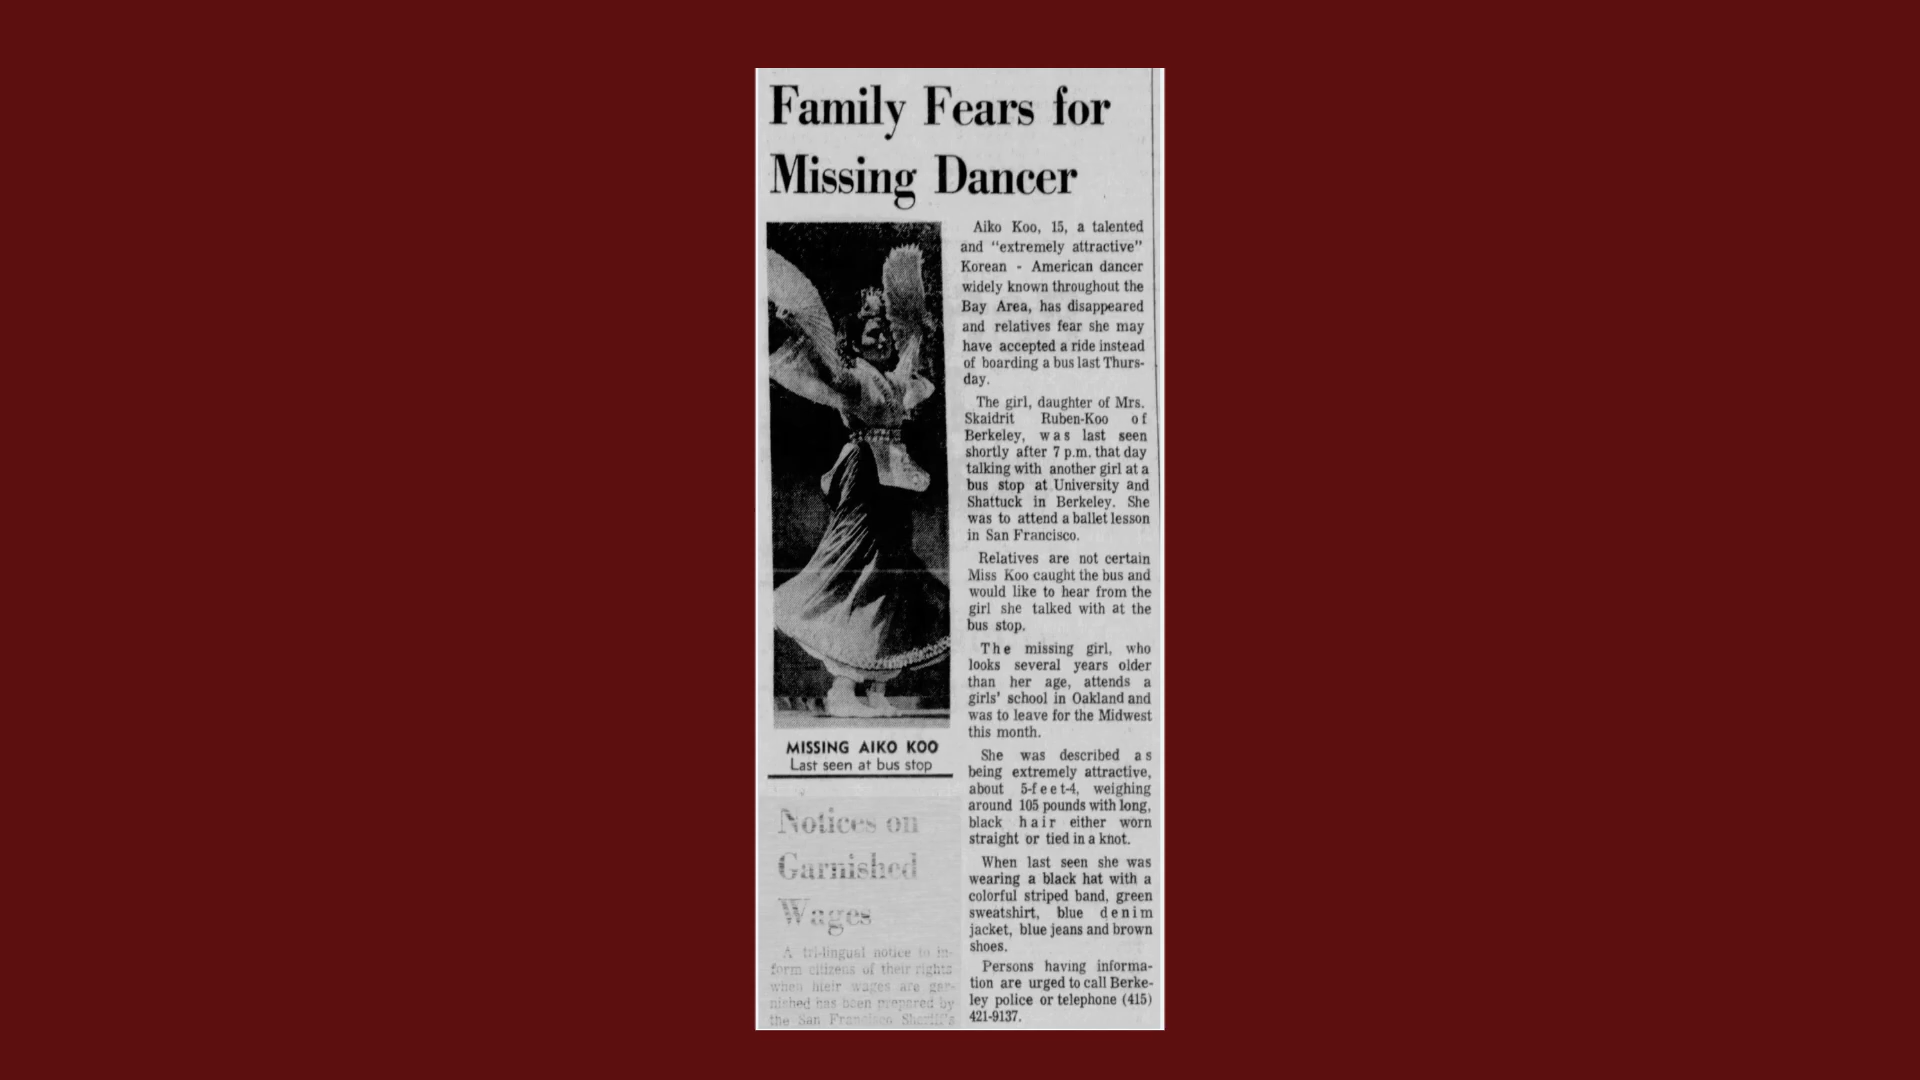 Family Fears for
Missing Dancer
Aiko Koo, 15, a talented
and "extremely attractive"
Korean - American dancer
widely known throughout the
Bay Area, has disappeared
and relatives fear she may
have accepted a ride instead
of boarding a bus last Thurs-
day.
The girl, daughter of Mrs.
Skaidrit Ruben-Koo of
Berkeley, was last seen
shortly after 7 p.m. that day
talking with another girl at a
bus stop at University and
Shattuck in Berkeley. She
was to attend a ballet lesson
in San Francisco.
Relatives are not certain
Miss Koo caught the bus and
would like to hear from the
girl she talked with at the
bus stop.
The missing girl, who
looks several years older
than her age, attends a
girls' school in Oakland and
was to leave for the Midwest
this month.
She was described as
being extremely attractive,
about 5-feet-4, weighing
around 105 pounds with long,
black hair either worn
straight or tied in a knot.
When last seen she was
wearing a black hat with a
colorful striped band, green
sweatshirt, blue denim
jacket, blue jeans and brown
shoes.
Persons having informa-
tion are urged to call Berke-
ley police or telephone (415)
421-9137.
MISSING AIKO KOO
Last seen at bus stop
Notices on
Garnished
Wages
A tri-lingual notice to in-
form citizens of their rights
when hteir wages are gar-
nished has been prepared by
the San Francisco Sheriff's